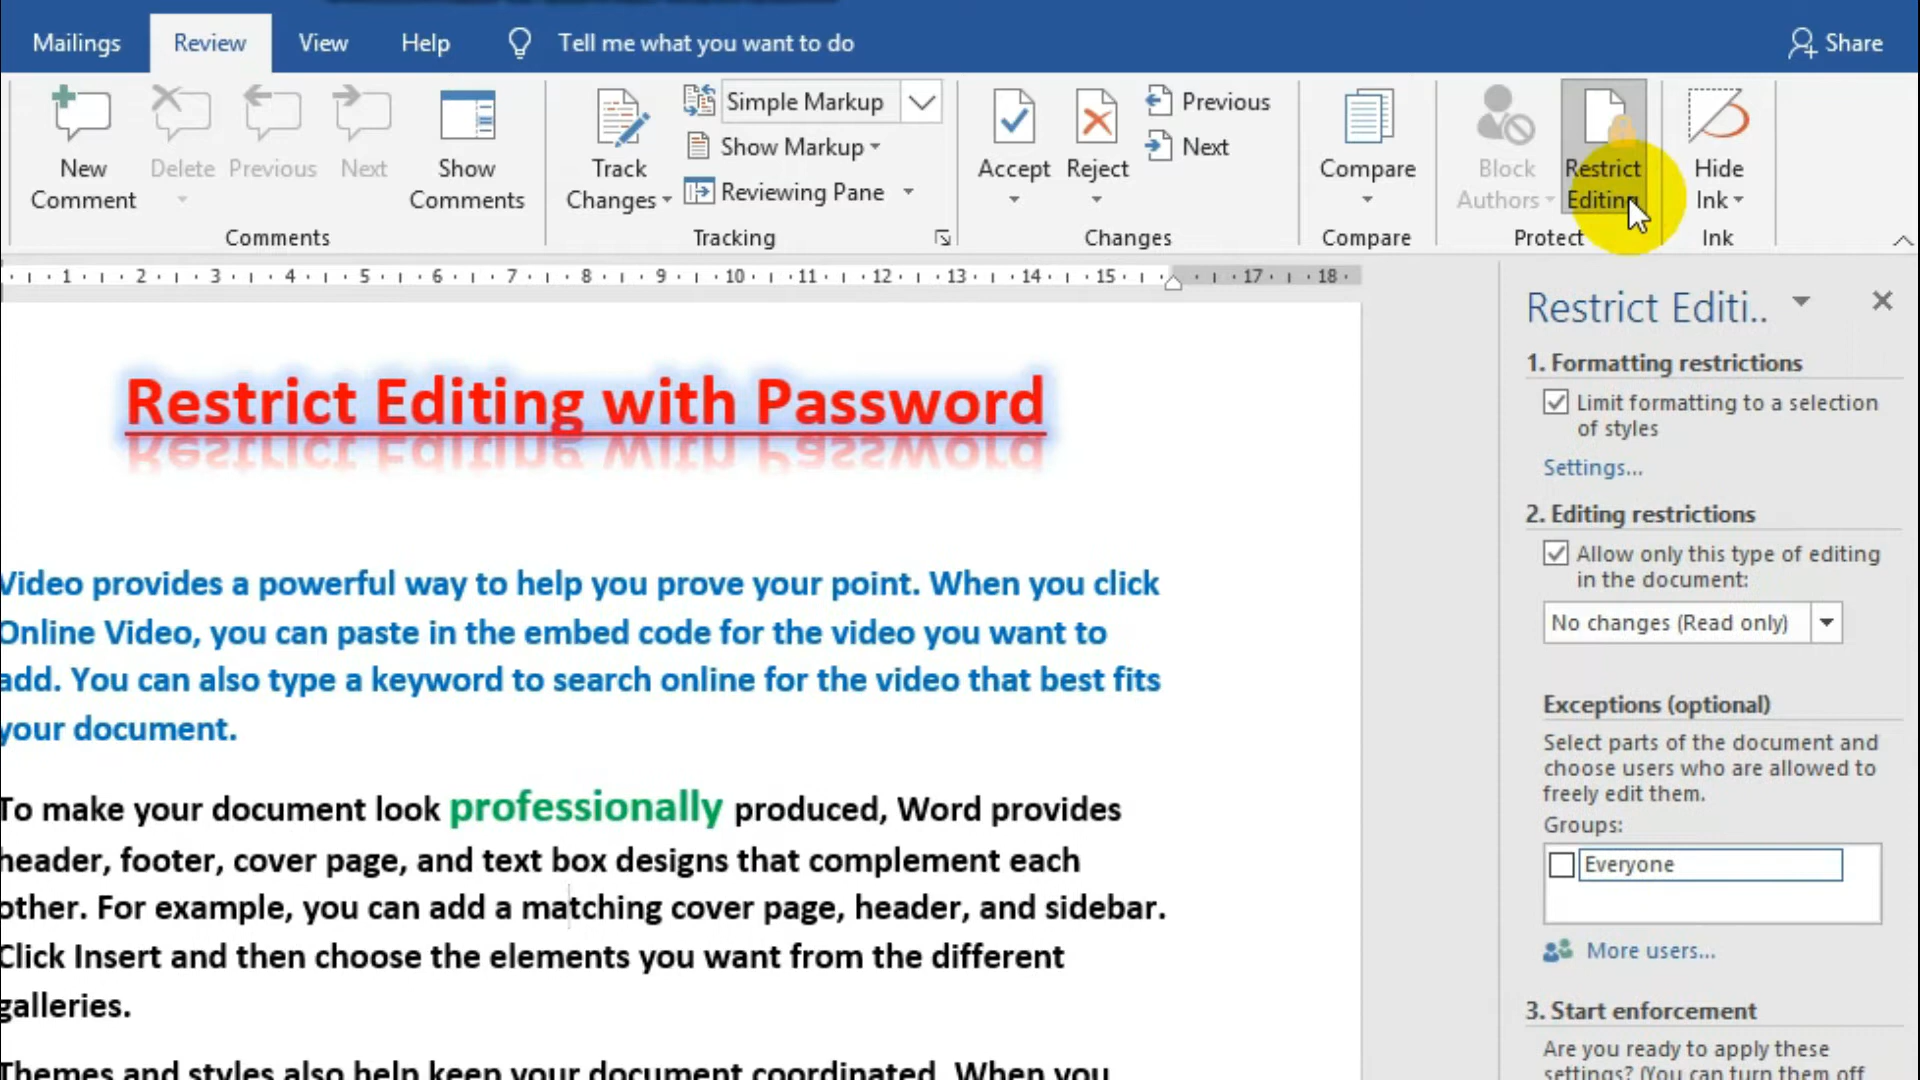 Mailings Review View Help Tell me what you want to do Share
New Comment
Delete
Previous
Next
Show Comments
Comments
Track Changes
Simple Markup
Show Markup
Reviewing Pane
Tracking
Accept
Reject
Previous
Next
Changes
Compare
Compare
Block Authors
Restrict Editing
Protect
Hide Ink
Ink
1 2 3 4 5 6 7 8 9 10 11 12 13 14 15 17 18
Restrict Editing with Password
Video provides a powerful way to help you prove your point. When you click
Online Video, you can paste in the embed code for the video you want to
add. You can also type a keyword to search online for the video that best fits
your document.
To make your document look professionally produced, Word provides
header, footer, cover page, and text box designs that complement each
other. For example, you can add a matching cover page, header, and sidebar.
Click Insert and then choose the elements you want from the different
galleries.
Themes and styles also help keep your document coordinated. When you
Restrict Editi..
1. Formatting restrictions
Limit formatting to a selection
of styles
Settings...
2. Editing restrictions
Allow only this type of editing
in the document:
No changes (Read only)
Exceptions (optional)
Select parts of the document and
choose users who are allowed to
freely edit them.
Groups:
Everyone
More users...
3. Start enforcement
Are you ready to apply these
settings? (You can turn them off